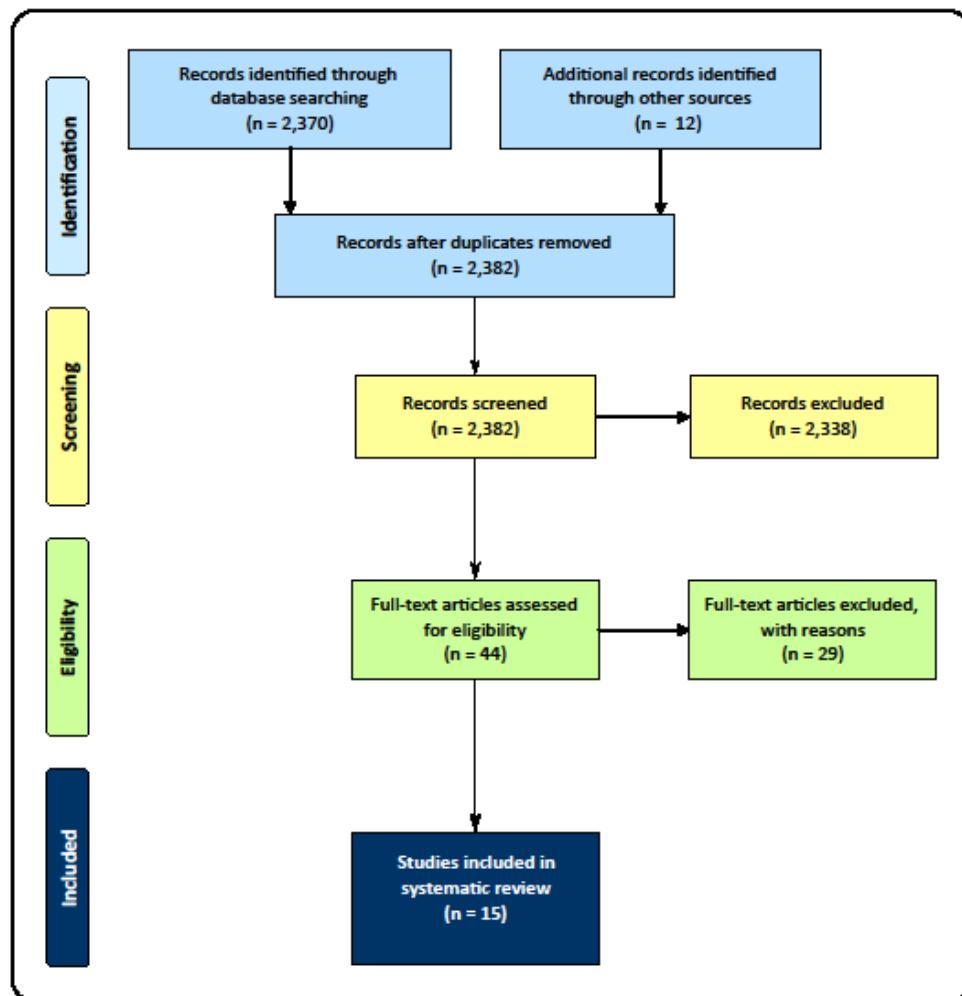 Identification
Records identified through
database searching
(n = 2,370)
Additional records identified
through other sources
(n = 12)
Records after duplicates removed
(n = 2,382)
Screening
Records screened
(n = 2,382)
Records excluded
(n = 2,338)
Eligibility
Full-text articles assessed
for eligibility
(n = 44)
Full-text articles excluded,
with reasons
(n = 29)
Included
Studies included in
systematic review
(n = 15)